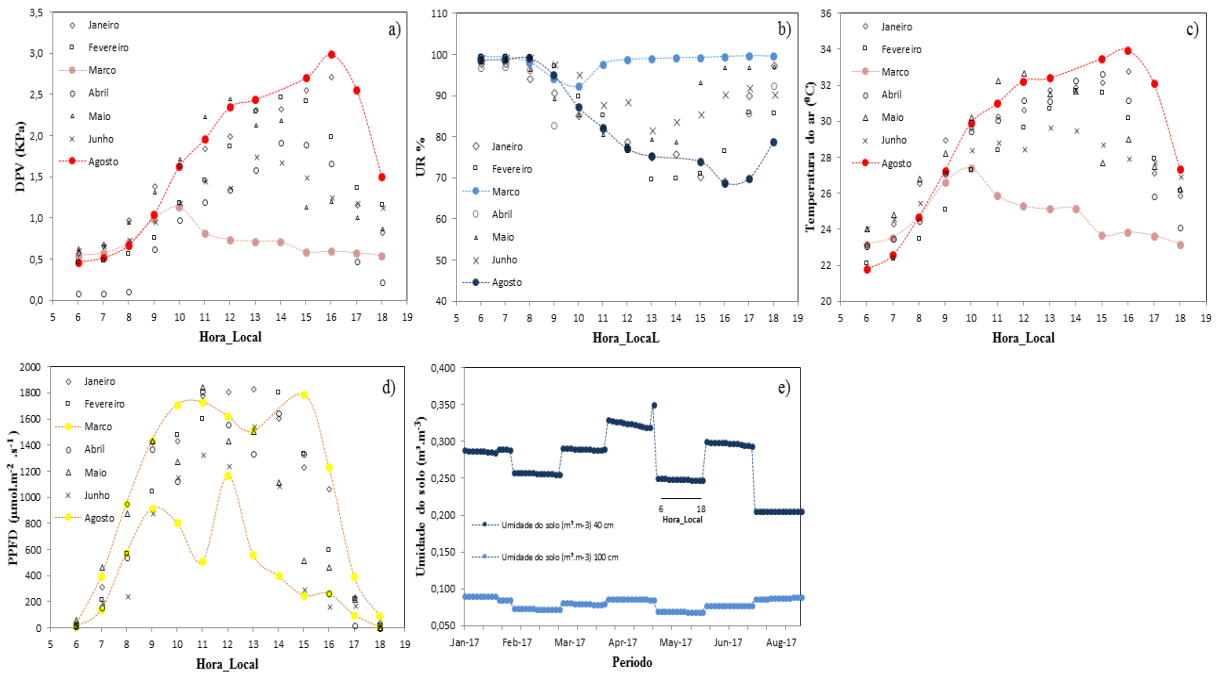 a)
DPV (KPa)
3,5
3,0
2,5
2,0
1,5
1,0
0,5
0,0
Janeiro
Fevereiro
Marco
Abril
Maio
Junho
Agosto
5 6 7 8 9 10 11 12 13 14 15 16 17 18 19
Hora_Local
b)
UR %
110
100
90
80
70
60
50
40
Janeiro
Fevereiro
Marco
Abril
Maio
Junho
Agosto
5 6 7 8 9 10 11 12 13 14 15 16 17 18 19
Hora_LocaL
c)
Temperatura do ar (⁰C)
36
34
32
30
28
26
24
22
20
Janeiro
Fevereiro
Marco
Abril
Maio
Junho
Agosto
5 6 7 8 9 10 11 12 13 14 15 16 17 18 19
Hora_Local
d)
PPFD (µmol.m⁻² .s⁻¹)
2000
1800
1600
1400
1200
1000
800
600
400
200
0
Janeiro
Fevereiro
Marco
Abril
Maio
Junho
Agosto
5 6 7 8 9 10 11 12 13 14 15 16 17 18 19
Hora_Local
e)
Umidade do solo (m³.m⁻³)
0,400
0,350
0,300
0,250
0,200
0,150
0,100
0,050
6 18
Hora_Local
Umidade do solo (m³.m-3) 40 cm
Umidade do solo (m³.m-3) 100 cm
Jan-17 Feb-17 Mar-17 Apr-17 May-17 Jun-17 Aug-17
Periodo